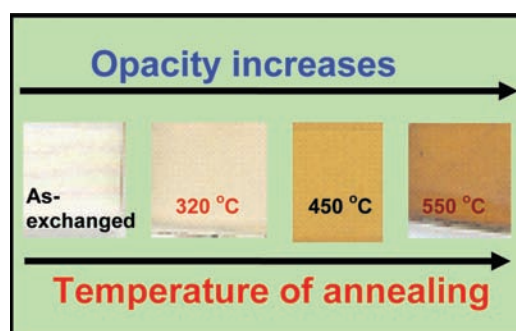 Opacity increases
As-
exchanged
320 °C
450 °C
550 °C
Temperature of annealing